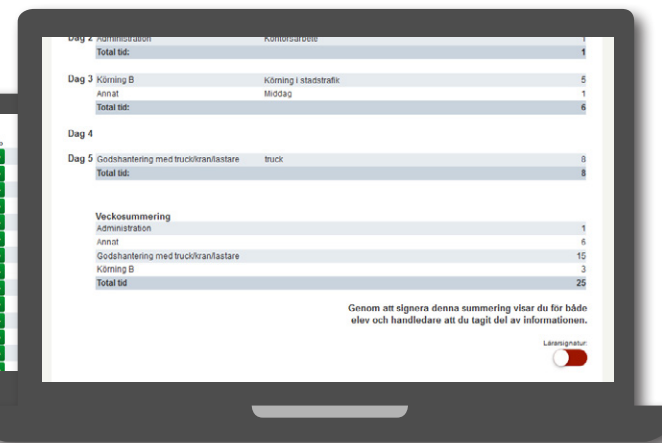 Dag 2 Administration Kontorsarbete 1
Total tid: 1
Dag 3 Körning B Körning i stadstrafik 5
Annat Middag 1
Total tid: 6
Dag 4
Dag 5 Godshantering med truck/kran/lastare truck 8
Total tid: 8
Veckosummering
Administration 1
Annat 6
Godshantering med truck/kran/lastare 15
Körning B 3
Total tid 25
Genom att signera denna summering visar du för både
elev och handledare att du tagit del av informationen.
Lärarsignatur: